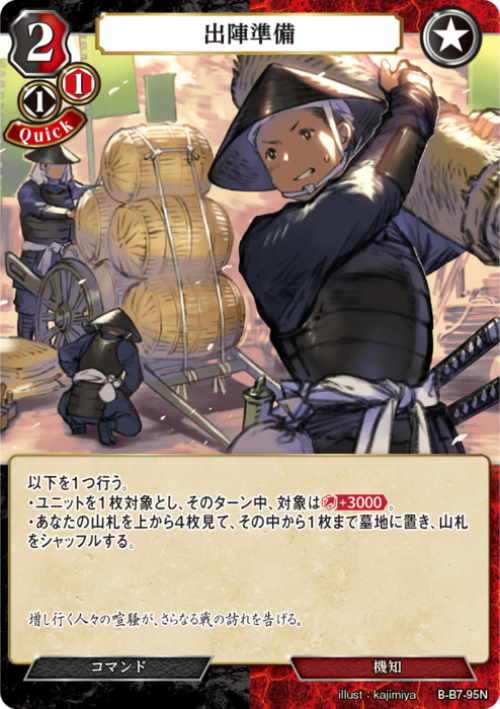 出陣準備
2
1
1
Quick
以下を1つ行う。
・ユニットを1枚対象とし、そのターン中、対象は+3000。
・あなたの山札を上から4枚見て、その中から1枚まで墓地に置き、山札
をシャッフルする。
増し行く人々の喧騒が、さらなる戦の訪れを告げる。
コマンド
機知
illust：kajimiya
B-B7-95N